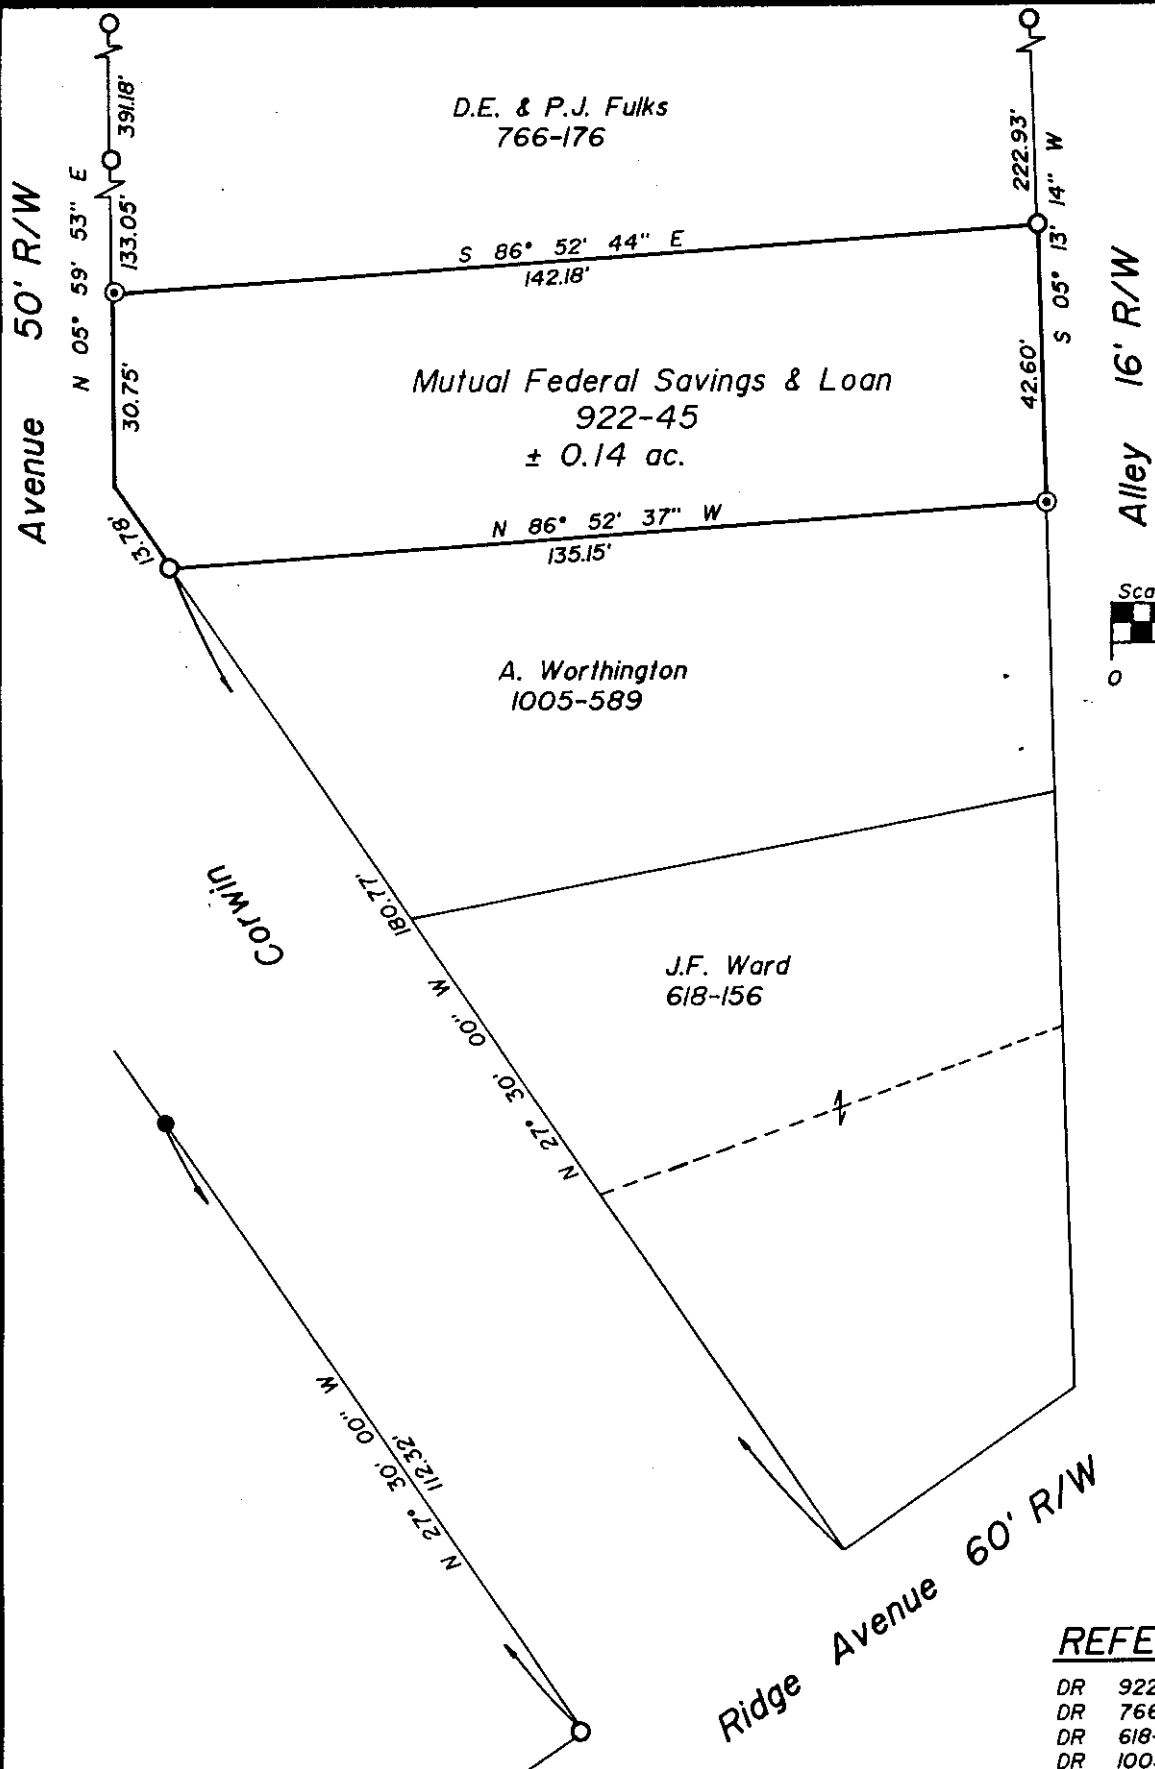 391.18'
133.05'
N 05° 59' 53" E
Avenue 50' R/W
30.75'
13.78'
D.E. & P.J. Fulks
766-176
222.93'
S 05° 13' 14" W
42.60'
Alley 16' R/W
S 86° 52' 44" E
142.18'
Mutual Federal Savings & Loan
922-45
± 0.14 ac.
N 86° 52' 37" W
135.15'
Sca
0
A. Worthington
1005-589
Corwin
180.77'
N 27° 30' 00" W
J.F. Ward
618-156
N 27° 30' 00" W
112.32'
Ridge Avenue 60' R/W
REFE
DR 922
DR 766
DR 618-
DR 1005